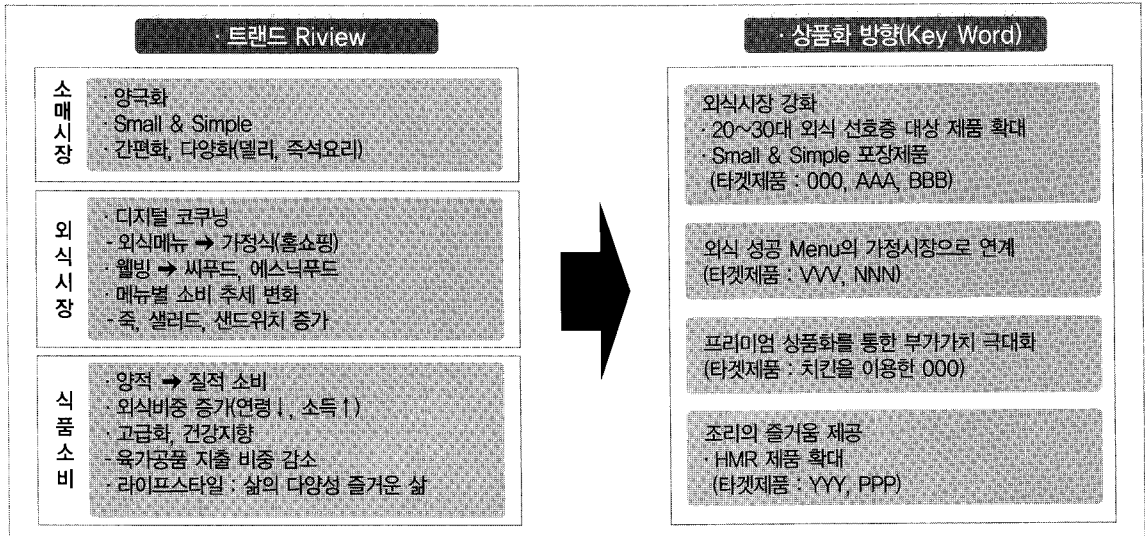 · 트랜드 Riview
소매시장
· 양국화
· Small & Simple
· 간편화, 다양화(델리, 즉석요리)
외식시장
· 디지털 코쿠닝
- 외식메뉴 → 가정식(홈쇼핑)
· 웰빙 → 씨푸드, 에스닉푸드
· 메뉴별 소비 추세 변화
- 죽, 샐러드, 샌드위치 증가
식품소비
· 양적 → 질적 소비
· 외식비중 증가(연령↓, 소득↑)
· 고급화, 건강지향
· 육가공품 지출 비중 감소
· 라이프스타일 : 삶의 다양성 즐거운 삶
· 상품화 방향(Key Word)
외식시장 강화
· 20~30대 외식 선호층 대상 제품 확대
· Small & Simple 포장제품
(타겟제품 : 000, AAA, BBB)
외식 성공 Menu의 가정시장으로 연계
(타겟제품 : VVV, NNN)
프리미엄 상품화를 통한 부가가치 극대화
(타겟제품 : 치킨을 이용한 000)
조리의 즐거움 제공
· HMR 제품 확대
(타겟제품 : YYY, PPP)